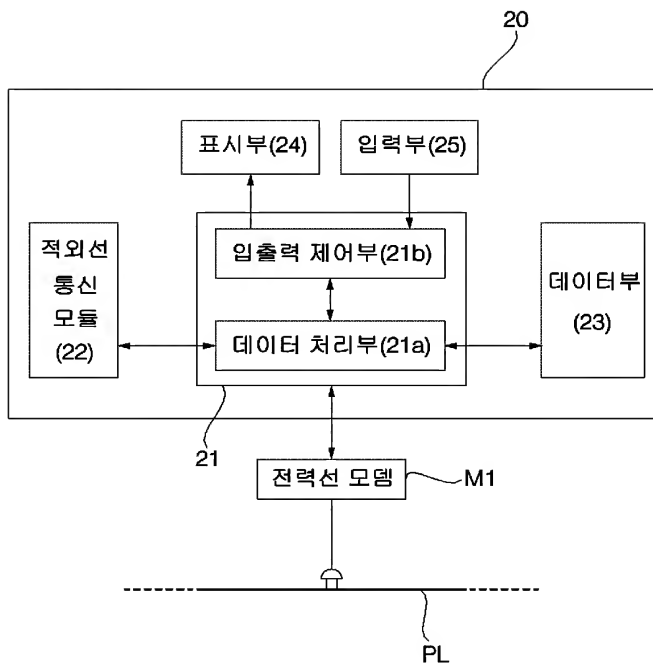 20
표시부(24)
입력부(25)
적외선
통신
모듈
(22)
입출력 제어부(21b)
데이터 처리부(21a)
데이터부
(23)
21
전력선 모뎀
M1
PL